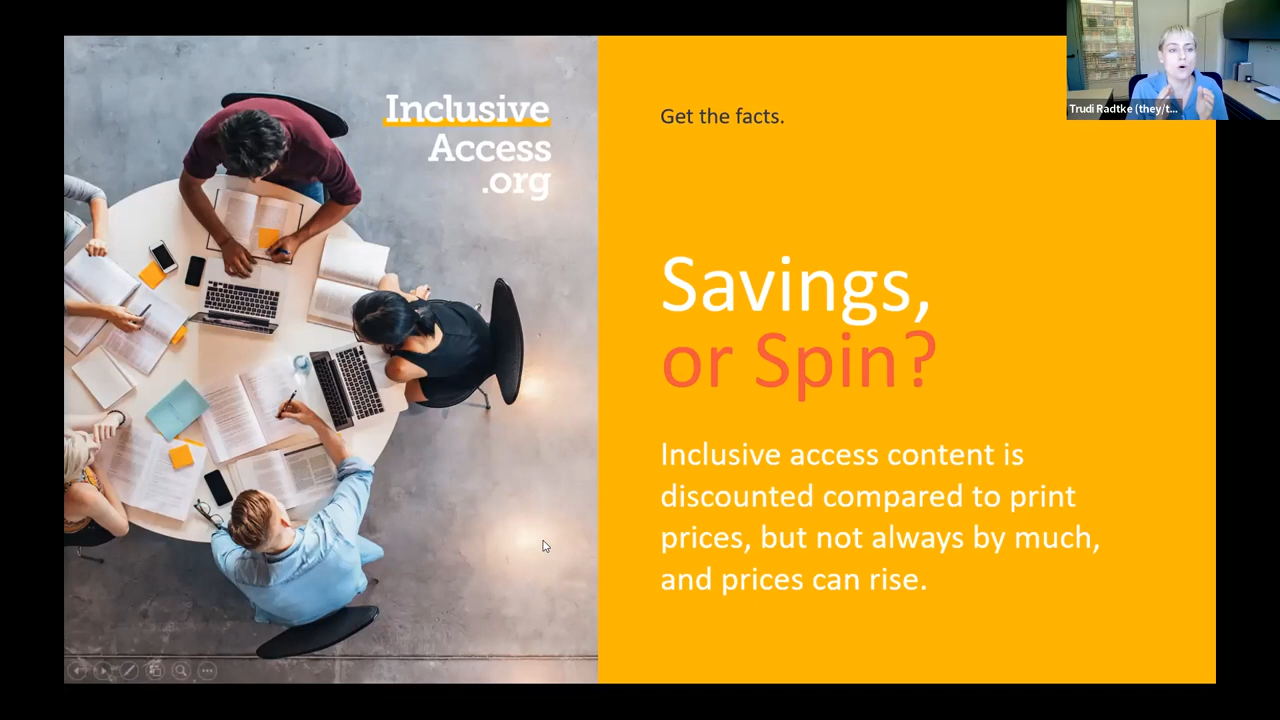 Inclusive
Access
.org
Get the facts.
Savings,
or Spin?
Inclusive access content is
discounted compared to print
prices, but not always by much,
and prices can rise.
Trudi Radtke (they/t...